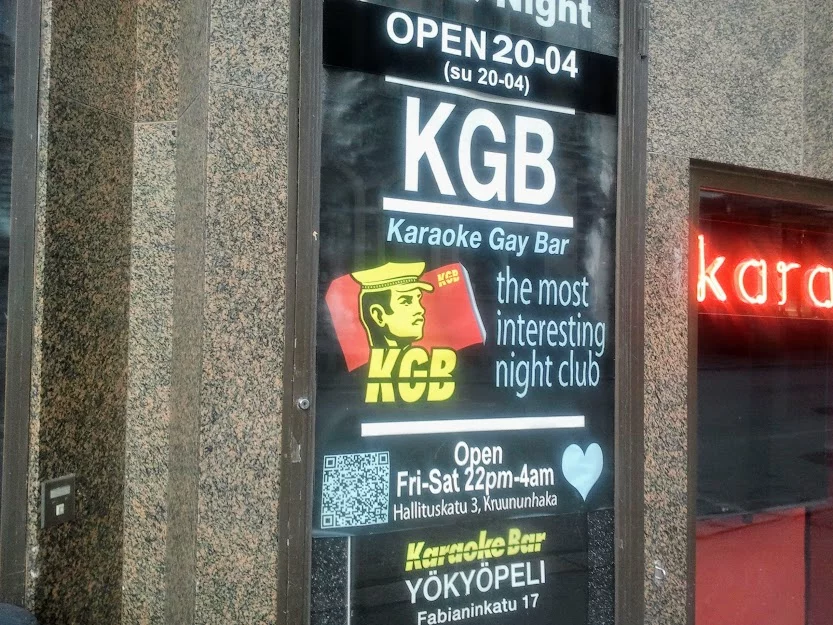 Night
OPEN 20-04
(su 20-04)
KGB
Karaoke Gay Bar
KGB
the most
interesting
night club
KGB
Open
Fri-Sat 22pm-4am
Hallituskatu 3, Kruununhaka
Karaoke Bar
YÖKYÖPELI
Fabianinkatu 17
kara